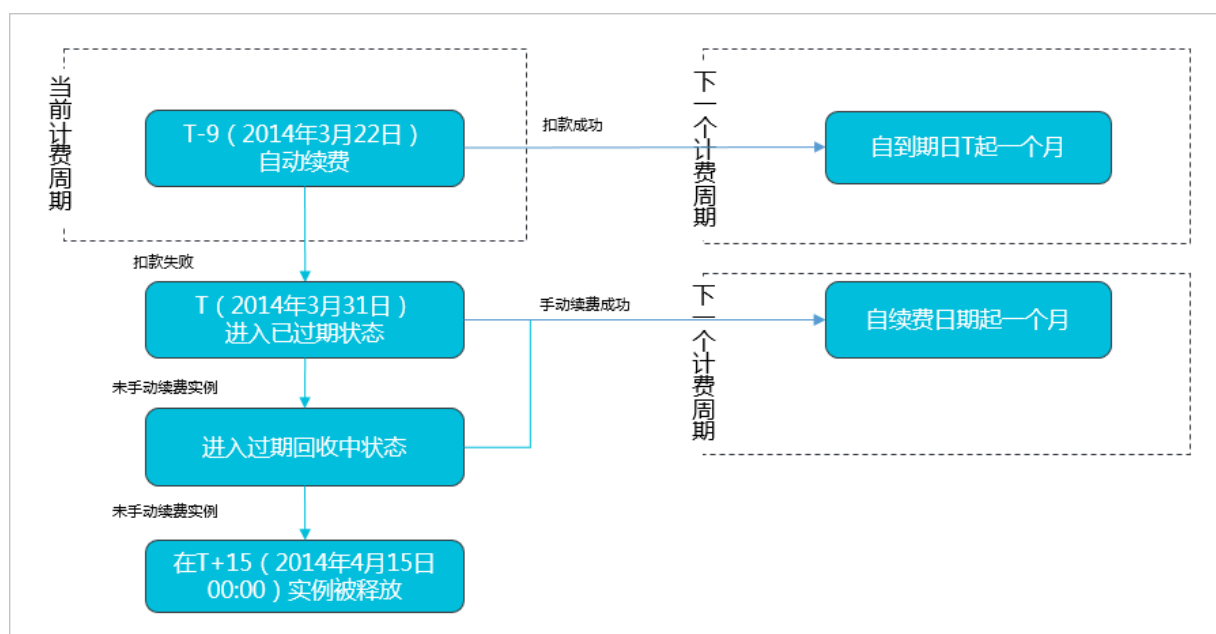 当前计费周期
T-9（2014年3月22日）
自动续费
扣款成功
下一个计费周期
自到期日T起一个月
扣款失败
T（2014年3月31日）
进入已过期状态
手动续费成功
下一个计费周期
自续费日期起一个月
未手动续费实例
进入过期回收中状态
未手动续费实例
在T+15（2014年4月15日
00:00）实例被释放